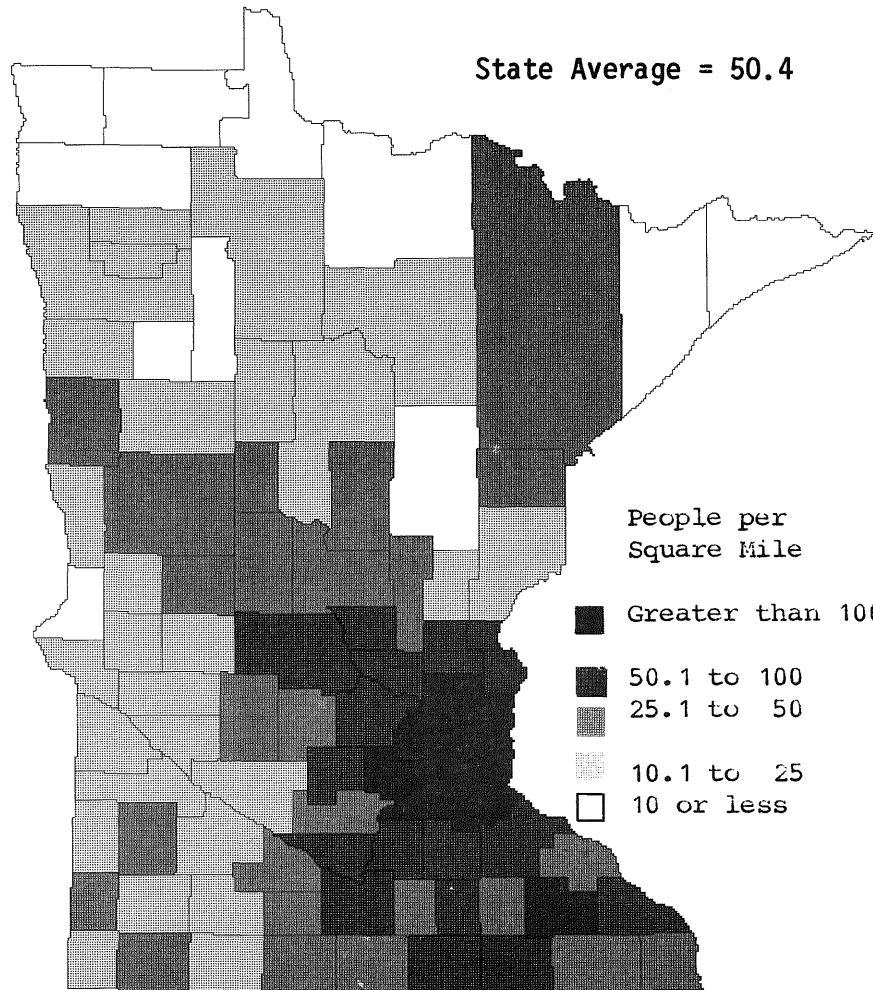 State Average = 50.4
People per
Square Mile
Greater than 100
50.1 to 100
25.1 to 50
10.1 to 25
10 or less